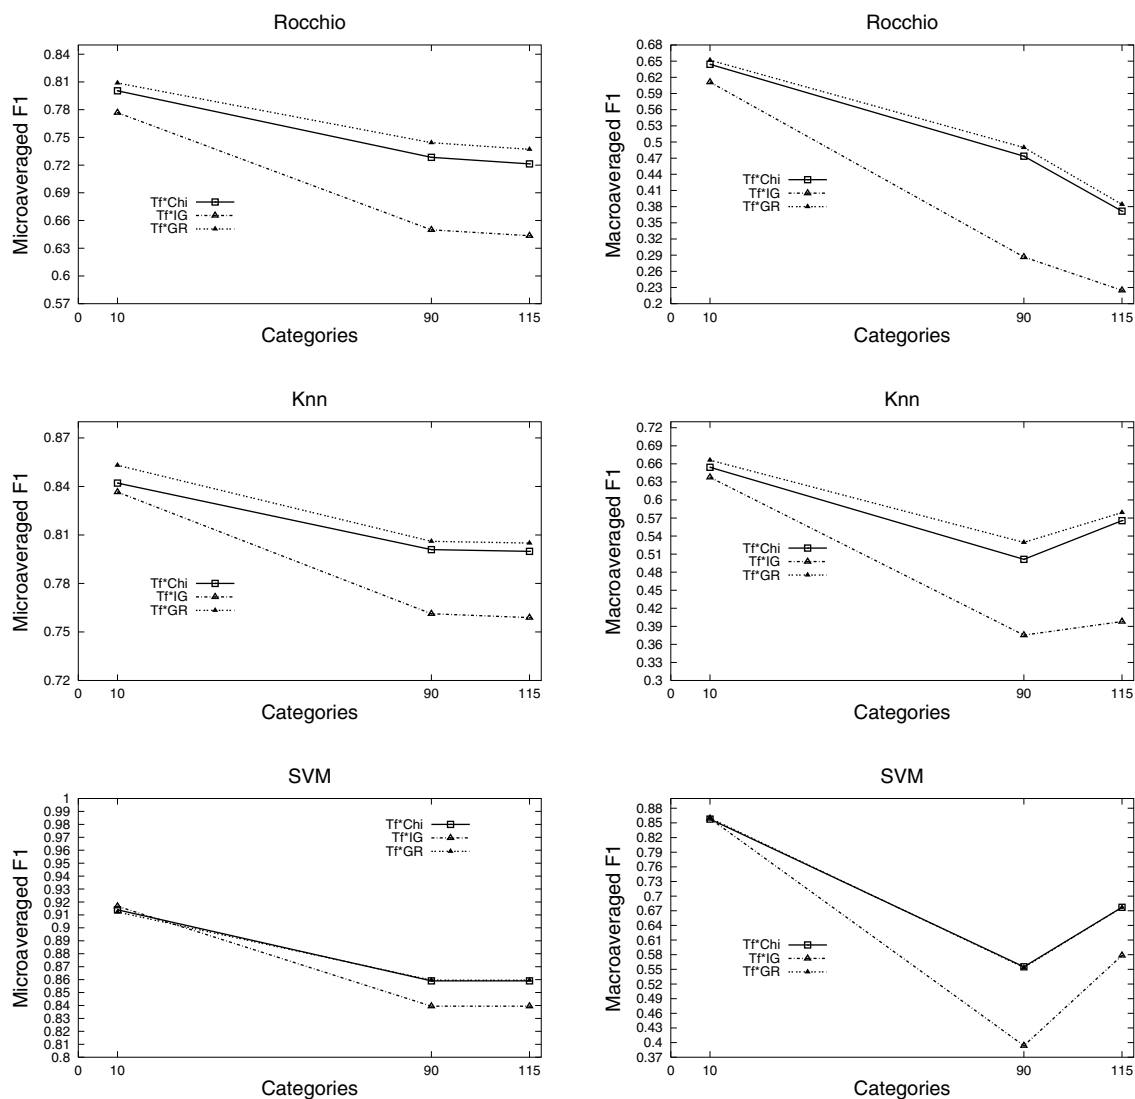 Rocchio
Microaveraged F1
0.84
0.81
0.78
0.75
0.72
0.69
0.66
0.63
0.6
0.57
Tf*Chi
Tf*IG
Tf*GR
0 10 90 115
Categories
Rocchio
Macroaveraged F1
0.68
0.65
0.62
0.59
0.56
0.53
0.5
0.47
0.44
0.41
0.38
0.35
0.32
0.29
0.26
0.23
0.2
Tf*Chi
Tf*IG
Tf*GR
0 10 90 115
Categories
Knn
Microaveraged F1
0.87
0.84
0.81
0.78
0.75
0.72
Tf*Chi
Tf*IG
Tf*GR
0 10 90 115
Categories
Knn
Macroaveraged F1
0.72
0.69
0.66
0.63
0.6
0.57
0.54
0.51
0.48
0.45
0.42
0.39
0.36
0.33
0.3
Tf*Chi
Tf*IG
Tf*GR
0 10 90 115
Categories
SVM
Microaveraged F1
1
0.99
0.98
0.97
0.96
0.95
0.94
0.93
0.92
0.91
0.9
0.89
0.88
0.87
0.86
0.85
0.84
0.83
0.82
0.81
0.8
Tf*Chi
Tf*IG
Tf*GR
0 10 90 115
Categories
SVM
Macroaveraged F1
0.88
0.85
0.82
0.79
0.76
0.73
0.7
0.67
0.64
0.61
0.58
0.55
0.52
0.49
0.46
0.43
0.4
0.37
Tf*Chi
Tf*IG
Tf*GR
0 10 90 115
Categories